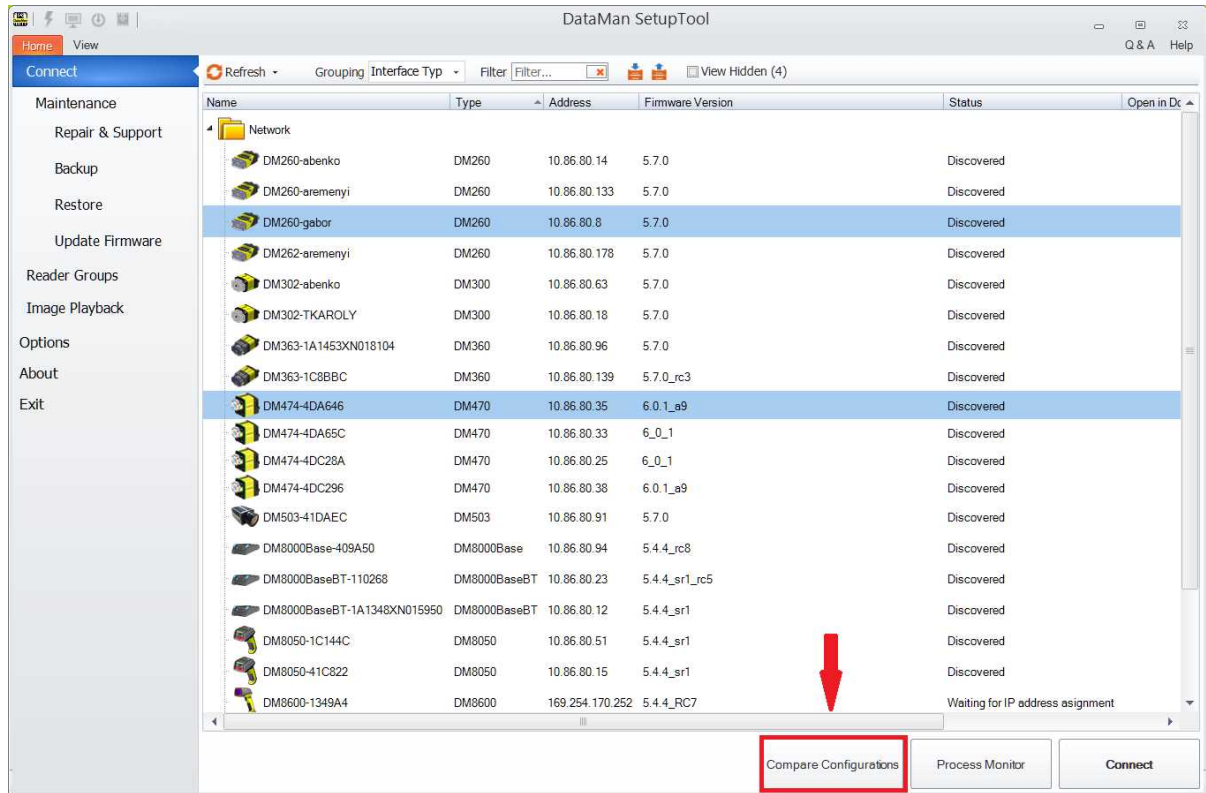 DataMan SetupTool
Home View Q & A Help
Connect
Maintenance
Repair & Support
Backup
Restore
Update Firmware
Reader Groups
Image Playback
Options
About
Exit
Refresh Grouping Interface Typ Filter Filter... View Hidden (4)
Name Type Address Firmware Version Status Open in Dc
Network
DM260-abenko DM260 10.86.80.14 5.7.0 Discovered
DM260-aremenyi DM260 10.86.80.133 5.7.0 Discovered
DM260-gabor DM260 10.86.80.8 5.7.0 Discovered
DM262-aremenyi DM260 10.86.80.178 5.7.0 Discovered
DM302-abenko DM300 10.86.80.63 5.7.0 Discovered
DM302-TKAROLY DM300 10.86.80.18 5.7.0 Discovered
DM363-1A1453XN018104 DM360 10.86.80.96 5.7.0 Discovered
DM363-1C8BBC DM360 10.86.80.139 5.7.0_rc3 Discovered
DM474-4DA646 DM470 10.86.80.35 6.0.1_a9 Discovered
DM474-4DA65C DM470 10.86.80.33 6_0_1 Discovered
DM474-4DC28A DM470 10.86.80.25 6_0_1 Discovered
DM474-4DC296 DM470 10.86.80.38 6.0.1_a9 Discovered
DM503-41DAEC DM503 10.86.80.91 5.7.0 Discovered
DM8000Base-409A50 DM8000Base 10.86.80.94 5.4.4_rc8 Discovered
DM8000BaseBT-110268 DM8000BaseBT 10.86.80.23 5.4.4_sr1_rc5 Discovered
DM8000BaseBT-1A1348XN015950 DM8000BaseBT 10.86.80.12 5.4.4_sr1 Discovered
DM8050-1C144C DM8050 10.86.80.51 5.4.4_sr1 Discovered
DM8050-41C822 DM8050 10.86.80.15 5.4.4_sr1 Discovered
DM8600-1349A4 DM8600 169.254.170.252 5.4.4_RC7 Waiting for IP address asignment
Compare Configurations Process Monitor Connect